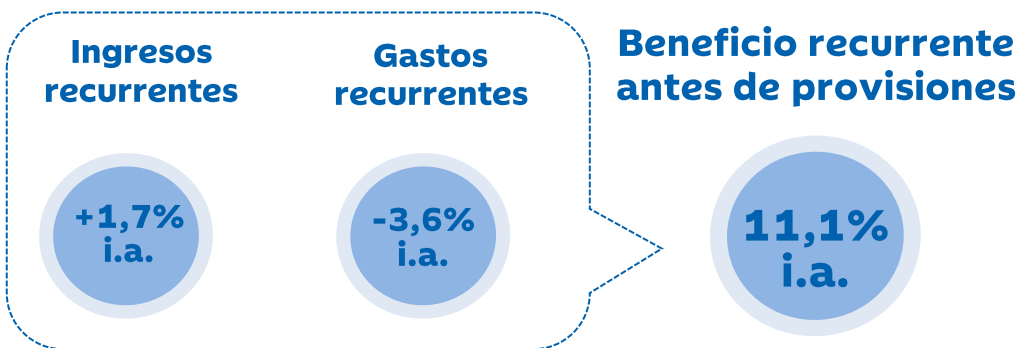 Ingresos
recurrentes
+1,7%
i.a.
Gastos
recurrentes
-3,6%
i.a.
Beneficio recurrente
antes de provisiones
11,1%
i.a.